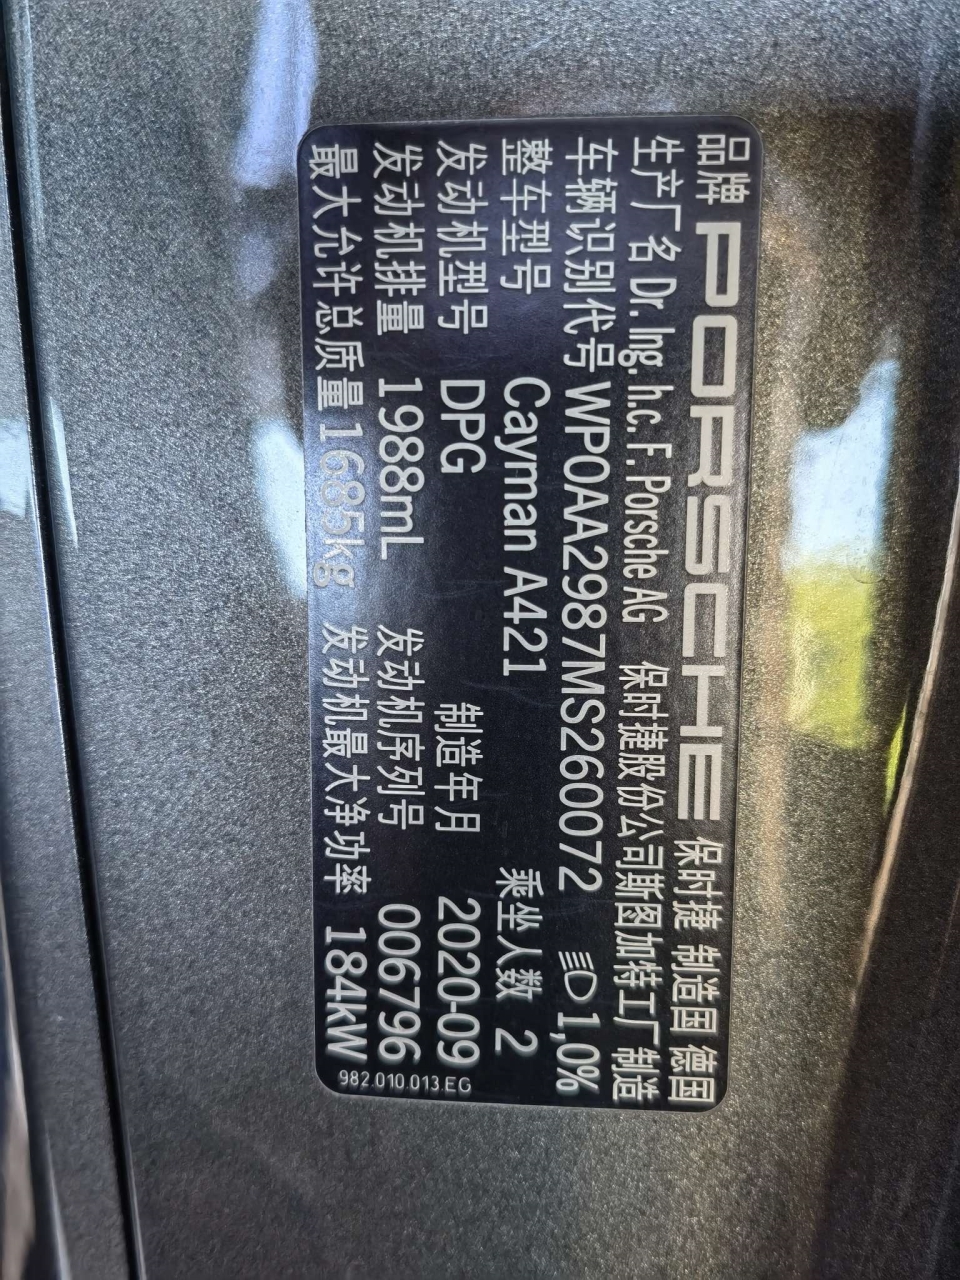 品牌 PORSCHE 保时捷 制造国 德国
生产厂名 Dr. Ing. h.c. F. Porsche AG 保时捷股份公司斯图加特工厂制造
车辆识别代号 WP0AA2987MS260072 1,0%
整车型号 Cayman A421 乘坐人数 2
发动机型号 DPG 制造年月 2020-09
发动机排量 1988mL 发动机序列号 006796
最大允许总质量 1685kg 发动机最大净功率 184kW
982.010.013.EG